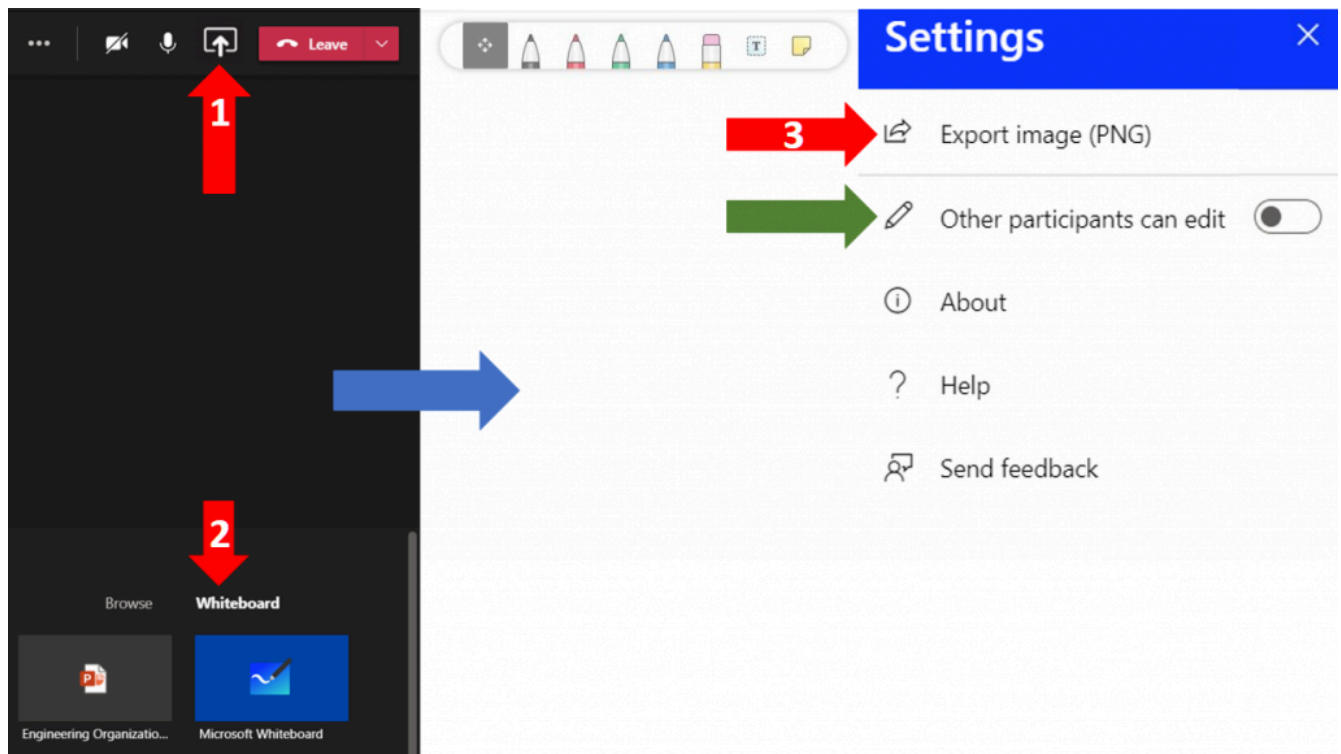 Leave
1
2
Browse
Whiteboard
P
Engineering Organizatio...
Microsoft Whiteboard
T
Settings
3
Export image (PNG)
Other participants can edit
About
Help
Send feedback